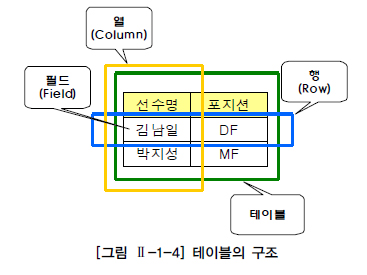 열
(Column)
필드
(Field)
행
(Row)
선수명 포지션
김남일 DF
박지성 MF
테이블
[그림 Ⅱ-1-4] 테이블의 구조